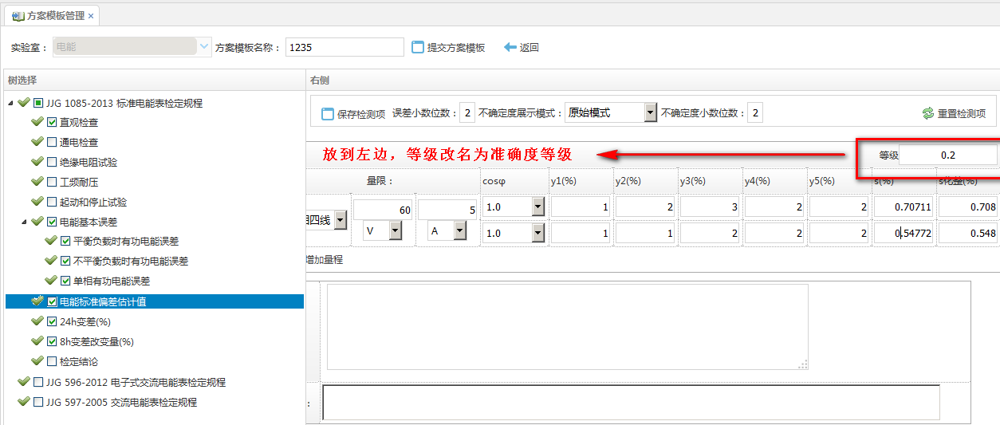 方案模板管理 ×
实验室： 电能 方案模板名称： 1235 提交方案模板 返回
树选择
右侧
JJG 1085-2013 标准电能表检定规程
直观检查
通电检查
绝缘电阻试验
工频耐压
起动和停止试验
电能基本误差
平衡负载时有功电能误差
不平衡负载时有功电能误差
单相有功电能误差
电能标准偏差估计值
24h变差(%)
8h变差改变量(%)
检定结论
JJG 596-2012 电子式交流电能表检定规程
JJG 597-2005 交流电能表检定规程
保存检测项 误差小数位数： 2 不确定度展示模式： 原始模式 不确定度小数位数： 2 重置检测项
放到左边，等级改名为准确度等级
等级 0.2
量限： cosφ y1(%) y2(%) y3(%) y4(%) y5(%) s(%) s化整(%)
相四线 60 5 1.0 1 2 3 2 2 0.70711 0.708
V A 1.0 1 1 2 2 2 0.54772 0.548
增加量程
：